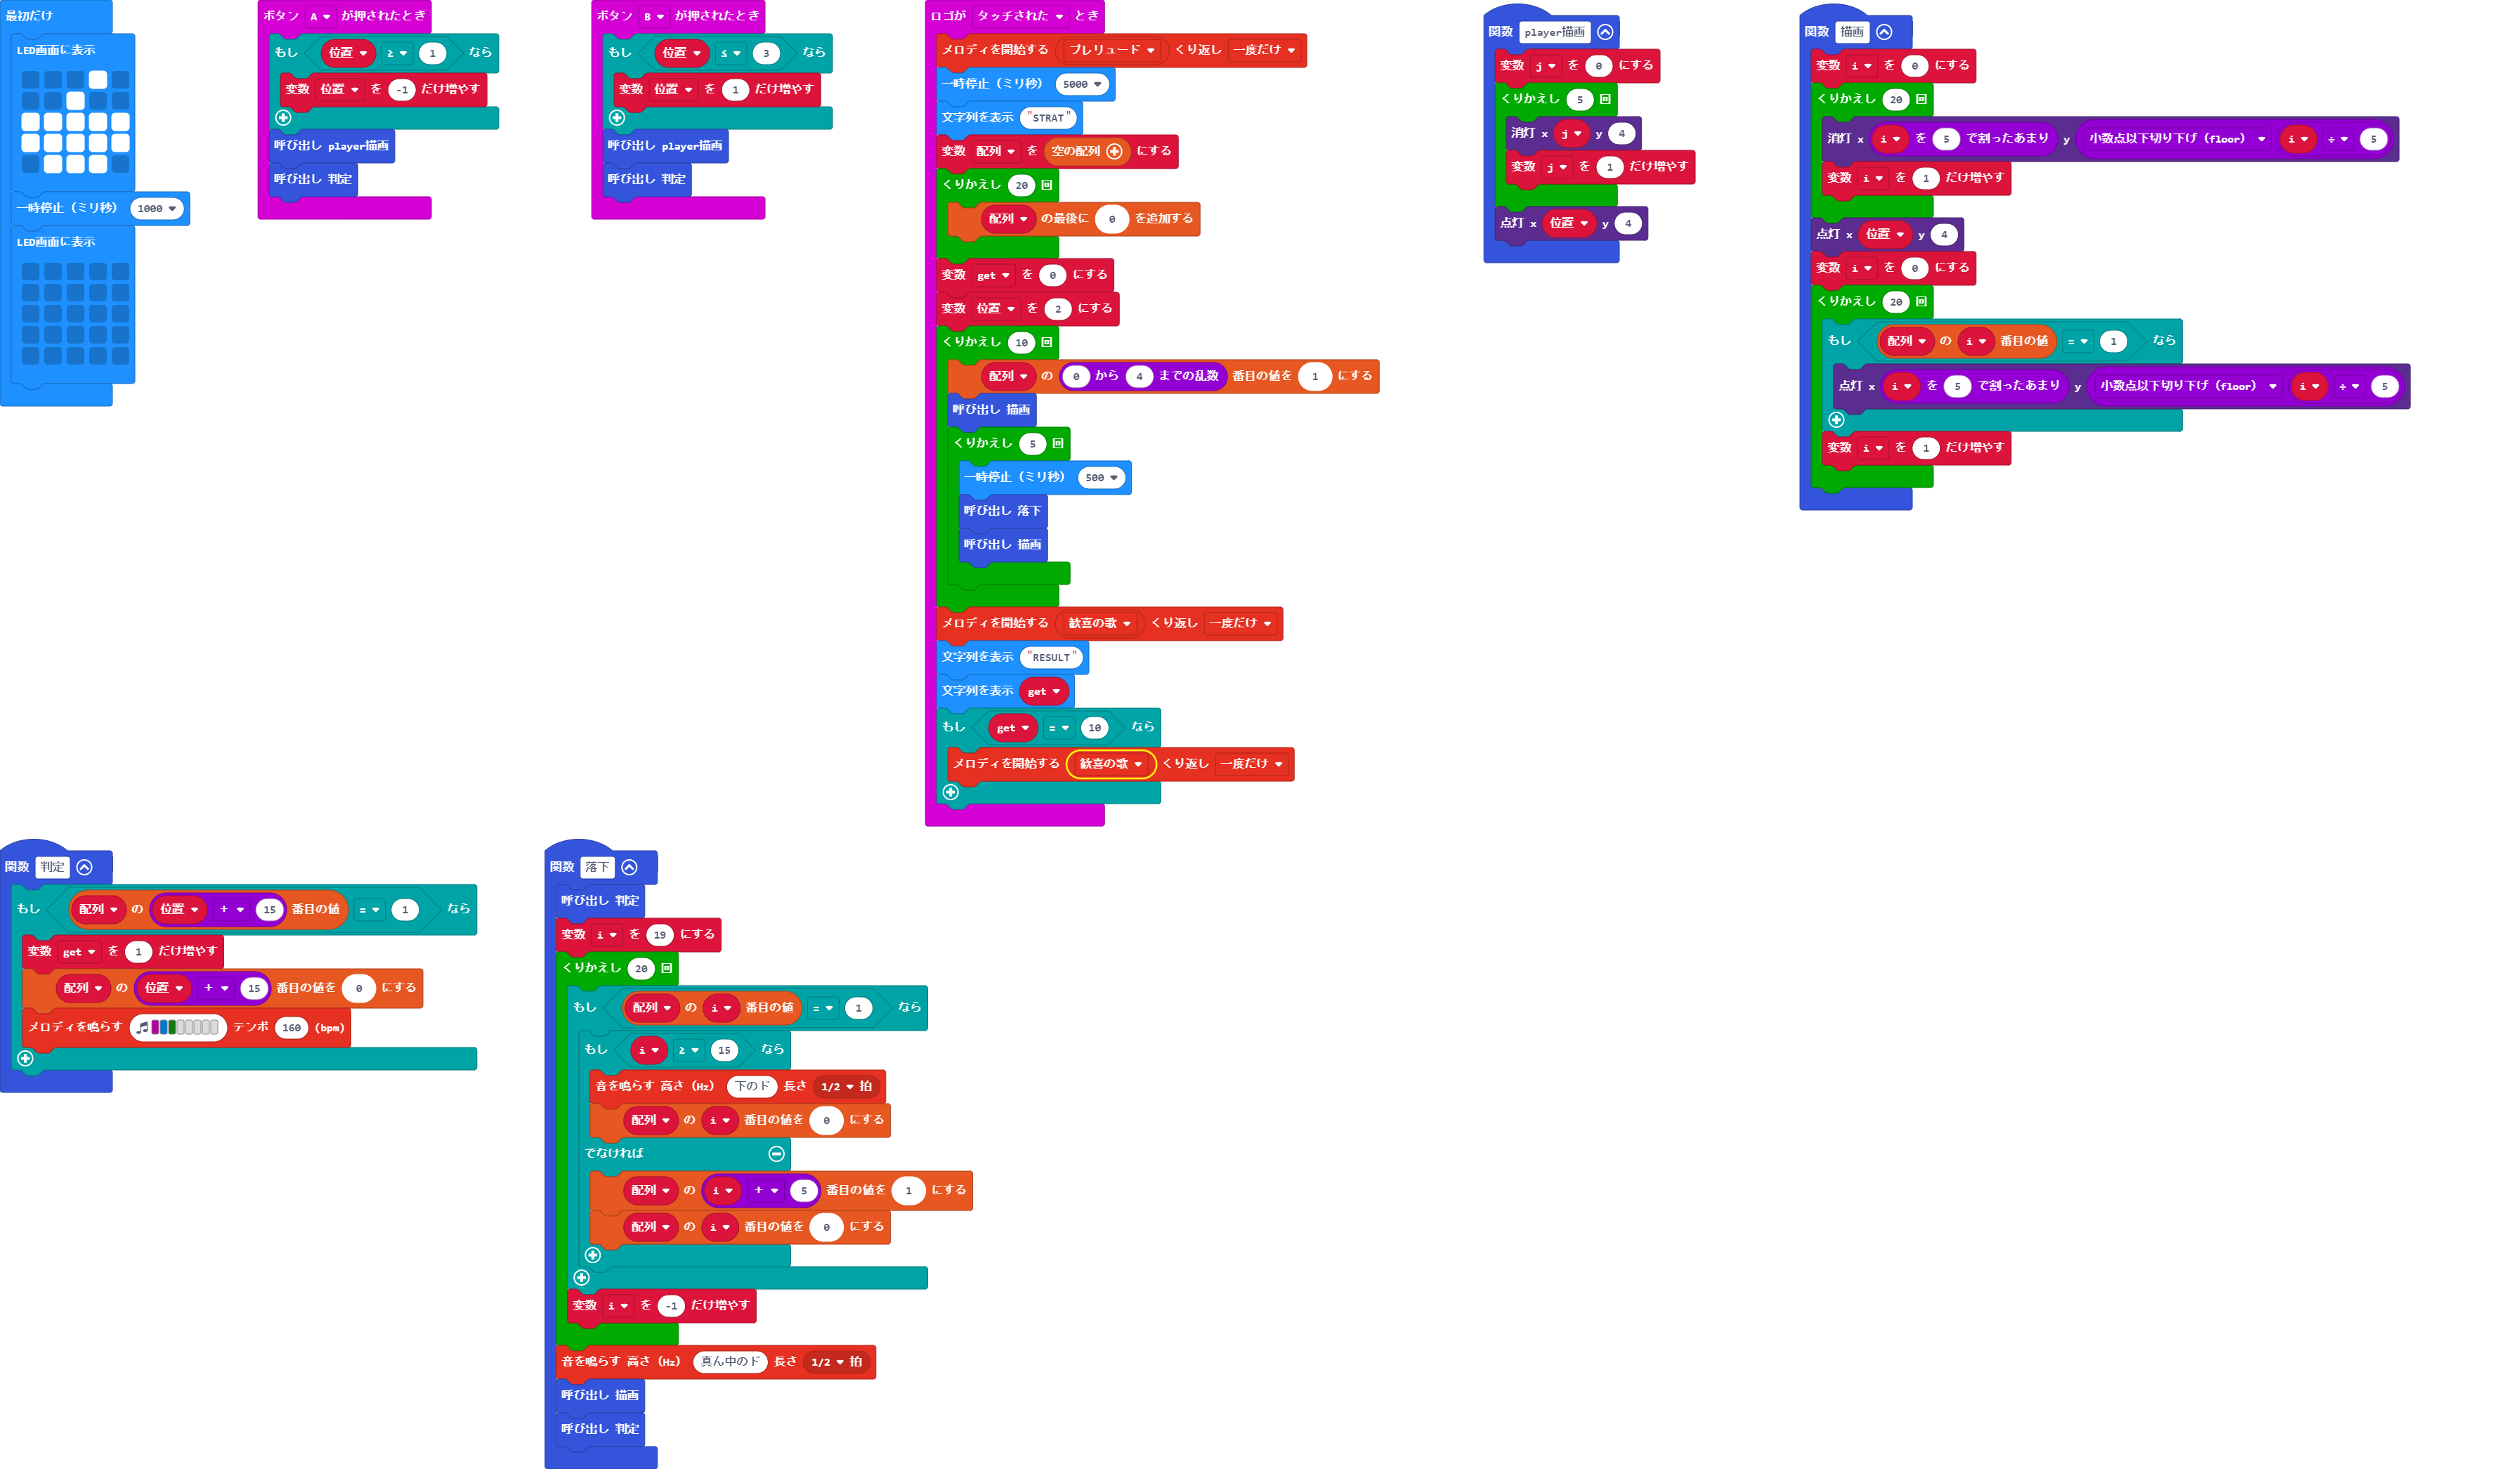 最初だけ
LED画面に表示
一時停止（ミリ秒） 1000
LED画面に表示
ボタン A が押されたとき
もし 位置 ≥ 1 なら
変数 位置 を -1 だけ増やす
呼び出し player描画
呼び出し 判定
ボタン B が押されたとき
もし 位置 ≤ 3 なら
変数 位置 を 1 だけ増やす
呼び出し player描画
呼び出し 判定
ロゴが タッチされた とき
メロディを開始する プレリュード くり返し 一度だけ
一時停止（ミリ秒） 5000
文字列を表示 "STRAT"
変数 配列 を 空の配列 にする
くりかえし 20 回
配列 の最後に 0 を追加する
変数 get を 0 にする
変数 位置 を 2 にする
くりかえし 10 回
配列 の 0 から 4 までの乱数 番目の値を 1 にする
呼び出し 描画
くりかえし 5 回
一時停止（ミリ秒） 500
呼び出し 落下
呼び出し 描画
メロディを開始する 歓喜の歌 くり返し 一度だけ
文字列を表示 "RESULT"
文字列を表示 get
もし get = 10 なら
メロディを開始する 歓喜の歌 くり返し 一度だけ
関数 player描画
変数 j を 0 にする
くりかえし 5 回
消灯 x j y 4
変数 j を 1 だけ増やす
点灯 x 位置 y 4
関数 描画
変数 i を 0 にする
くりかえし 20 回
消灯 x i を 5 で割ったあまり y 小数点以下切り下げ（floor） i ÷ 5
変数 i を 1 だけ増やす
点灯 x 位置 y 4
変数 i を 0 にする
くりかえし 20 回
もし 配列 の i 番目の値 = 1 なら
点灯 x i を 5 で割ったあまり y 小数点以下切り下げ（floor） i ÷ 5
変数 i を 1 だけ増やす
関数 判定
もし 配列 の 位置 + 15 番目の値 = 1 なら
変数 get を 1 だけ増やす
配列 の 位置 + 15 番目の値を 0 にする
メロディを鳴らす テンポ 160 (bpm)
関数 落下
呼び出し 判定
変数 i を 19 にする
くりかえし 20 回
もし 配列 の i 番目の値 = 1 なら
もし i ≥ 15 なら
音を鳴らす 高さ（Hz） 下のド 長さ 1/2 拍
配列 の i 番目の値を 0 にする
でなければ
配列 の i + 5 番目の値を 1 にする
配列 の i 番目の値を 0 にする
変数 i を -1 だけ増やす
音を鳴らす 高さ（Hz） 真ん中のド 長さ 1/2 拍
呼び出し 描画
呼び出し 判定